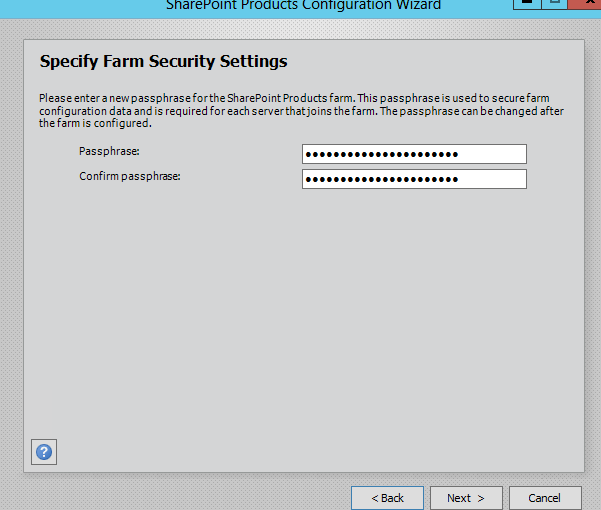 SharePoint Products Configuration Wizard
Specify Farm Security Settings
Please enter a new passphrase for the SharePoint Products farm. This passphrase is used to secure farm
configuration data and is required for each server that joins the farm. The passphrase can be changed after
the farm is configured.
Passphrase: ••••••••••••••••••••••
Confirm passphrase: ••••••••••••••••••••••
?
< Back Next > Cancel